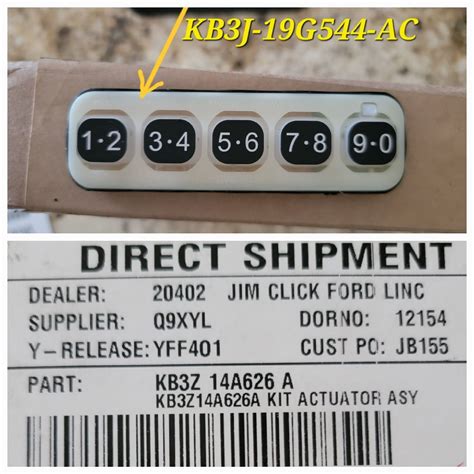 KB3J-19G544-AC
1·2 3·4 5·6 7·8 9·0
DIRECT SHIPMENT
DEALER: 20402 JIM CLICK FORD LINC
SUPPLIER: Q9XYL DORNO: 12154
Y-RELEASE: YFF401 CUST PO: JB155
PART: KB3Z 14A626 A
KB3Z14A626A KIT ACTUATOR ASY